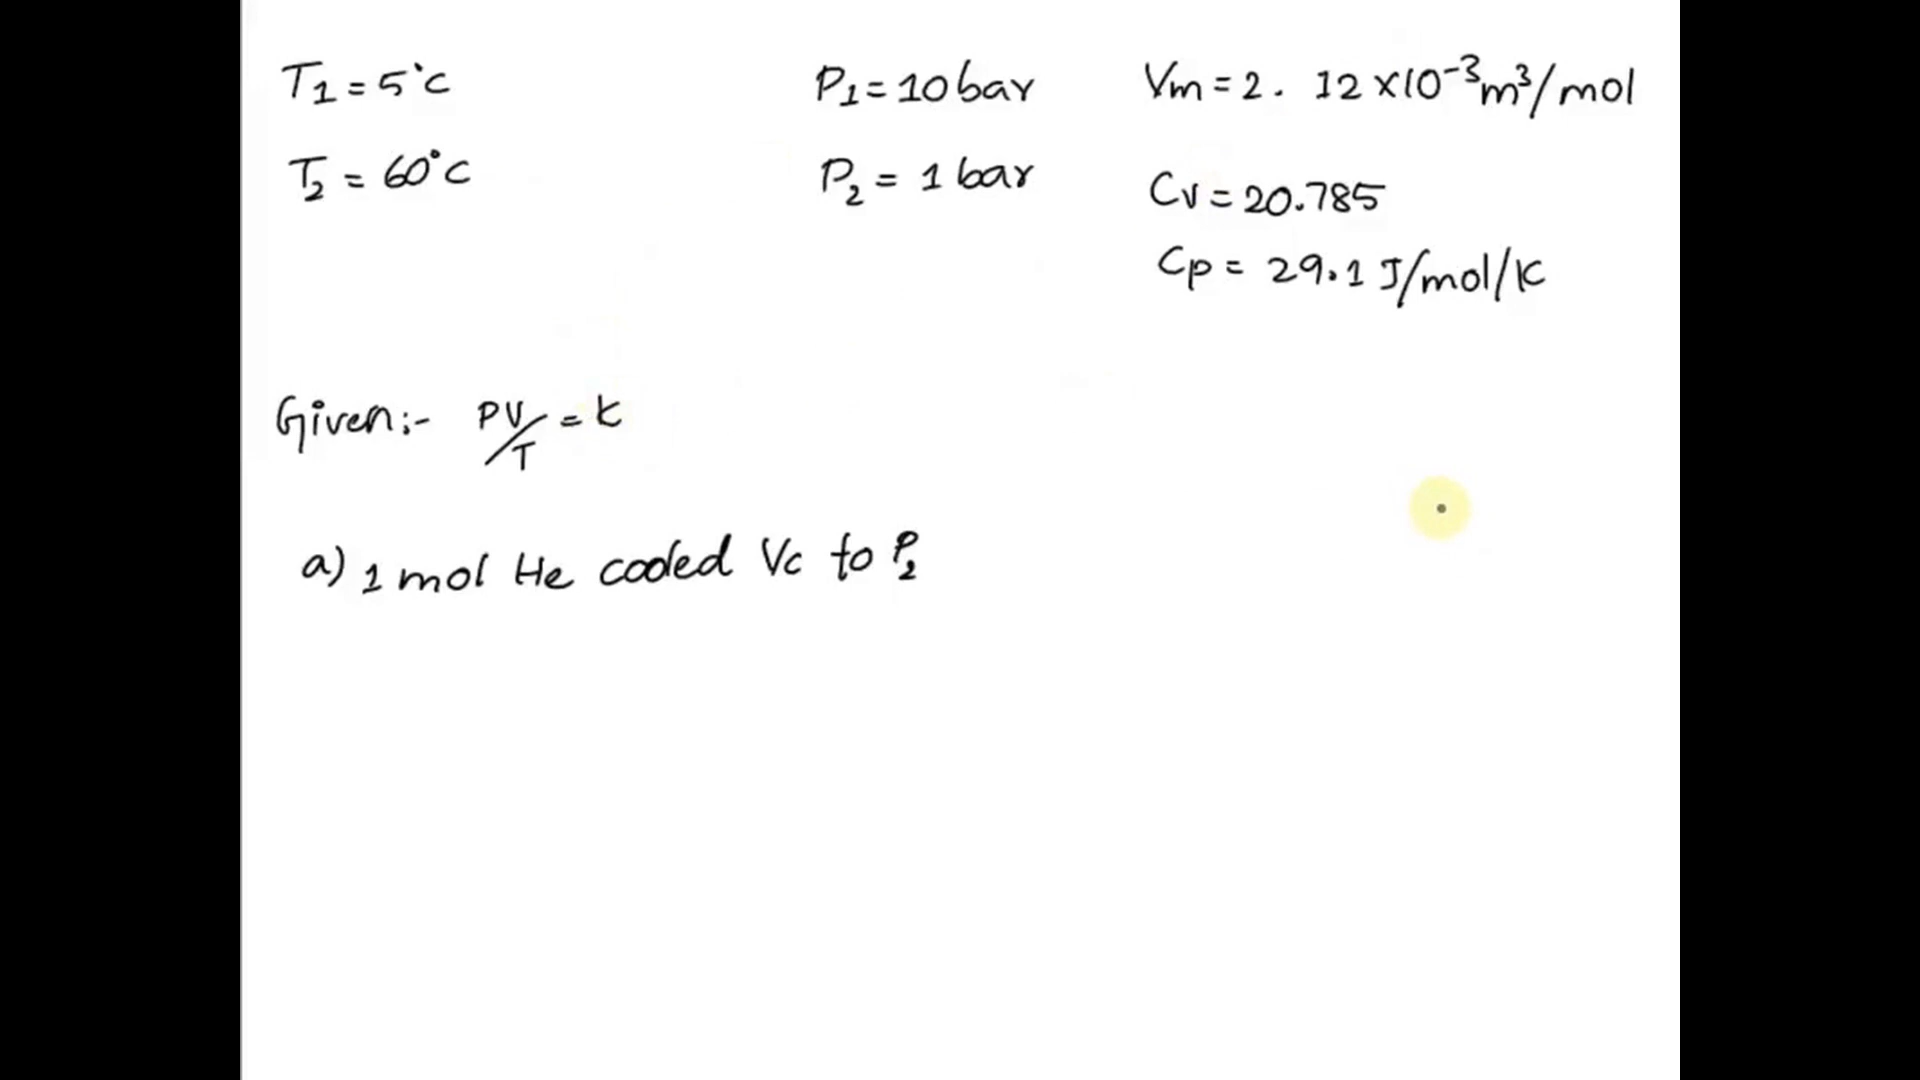 T₁ = 5°C P₁ = 10 bar Vm = 2. 12 ×10⁻³ m³/mol
T₂ = 60°C P₂ = 1 bar Cv = 20.785
Cp = 29.1 J/mol/K
Given:- PV/T = k
a) 1 mol He cooled Vc to P₂